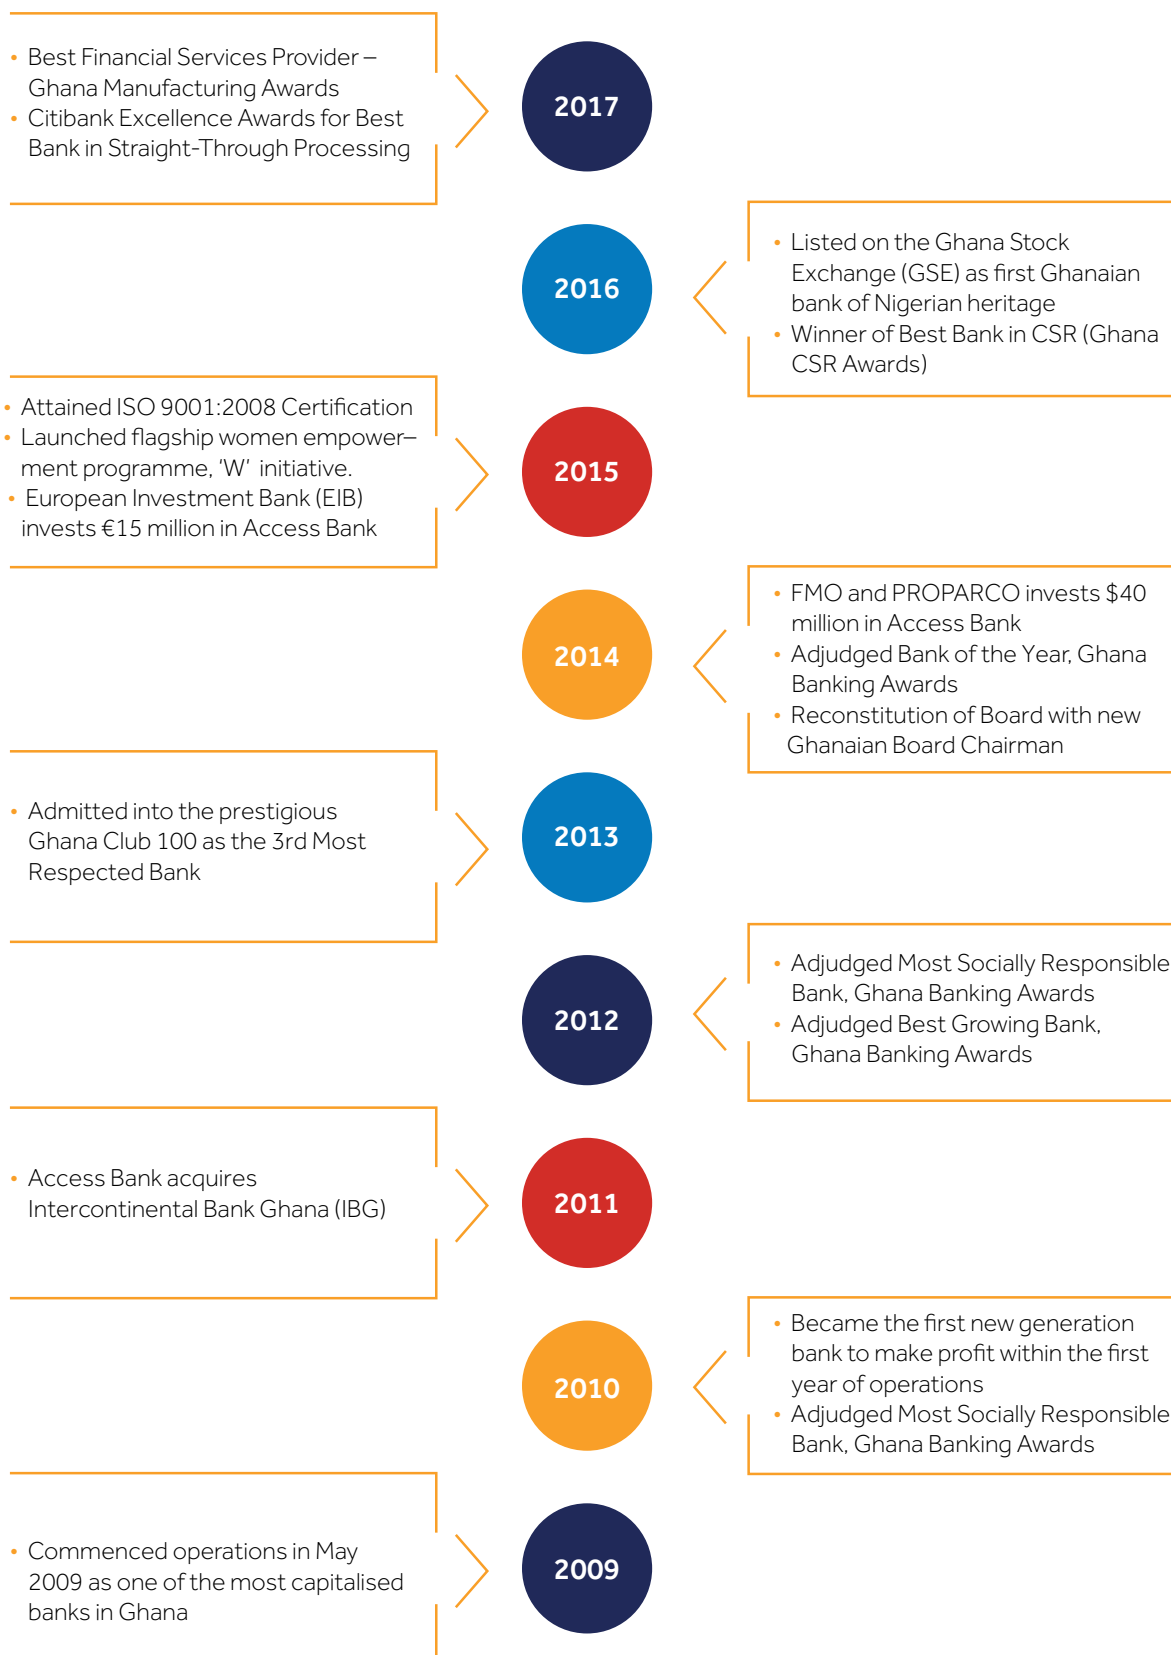 • Best Financial Services Provider –
Ghana Manufacturing Awards
• Citibank Excellence Awards for Best
Bank in Straight-Through Processing
2017
2016
• Listed on the Ghana Stock
Exchange (GSE) as first Ghanaian
bank of Nigerian heritage
• Winner of Best Bank in CSR (Ghana
CSR Awards)
• Attained ISO 9001:2008 Certification
• Launched flagship women empower–
ment programme, 'W' initiative.
• European Investment Bank (EIB)
invests €15 million in Access Bank
2015
2014
• FMO and PROPARCO invests $40
million in Access Bank
• Adjudged Bank of the Year, Ghana
Banking Awards
• Reconstitution of Board with new
Ghanaian Board Chairman
• Admitted into the prestigious
Ghana Club 100 as the 3rd Most
Respected Bank
2013
2012
• Adjudged Most Socially Responsible
Bank, Ghana Banking Awards
• Adjudged Best Growing Bank,
Ghana Banking Awards
• Access Bank acquires
Intercontinental Bank Ghana (IBG)
2011
2010
• Became the first new generation
bank to make profit within the first
year of operations
• Adjudged Most Socially Responsible
Bank, Ghana Banking Awards
• Commenced operations in May
2009 as one of the most capitalised
banks in Ghana
2009